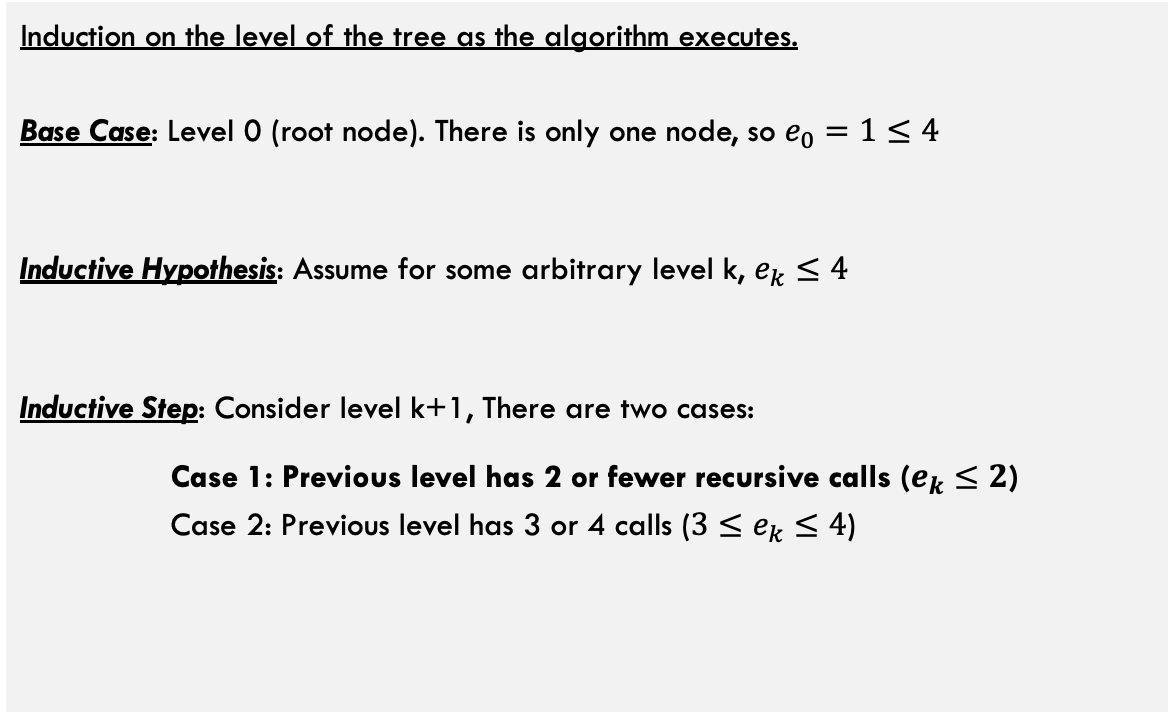 Induction on the level of the tree as the algorithm executes.
Base Case: Level 0 (root node). There is only one node, so e₀ = 1 ≤ 4
Inductive Hypothesis: Assume for some arbitrary level k, eₖ ≤ 4
Inductive Step: Consider level k+1, There are two cases:
Case 1: Previous level has 2 or fewer recursive calls (eₖ ≤ 2)
Case 2: Previous level has 3 or 4 calls (3 ≤ eₖ ≤ 4)